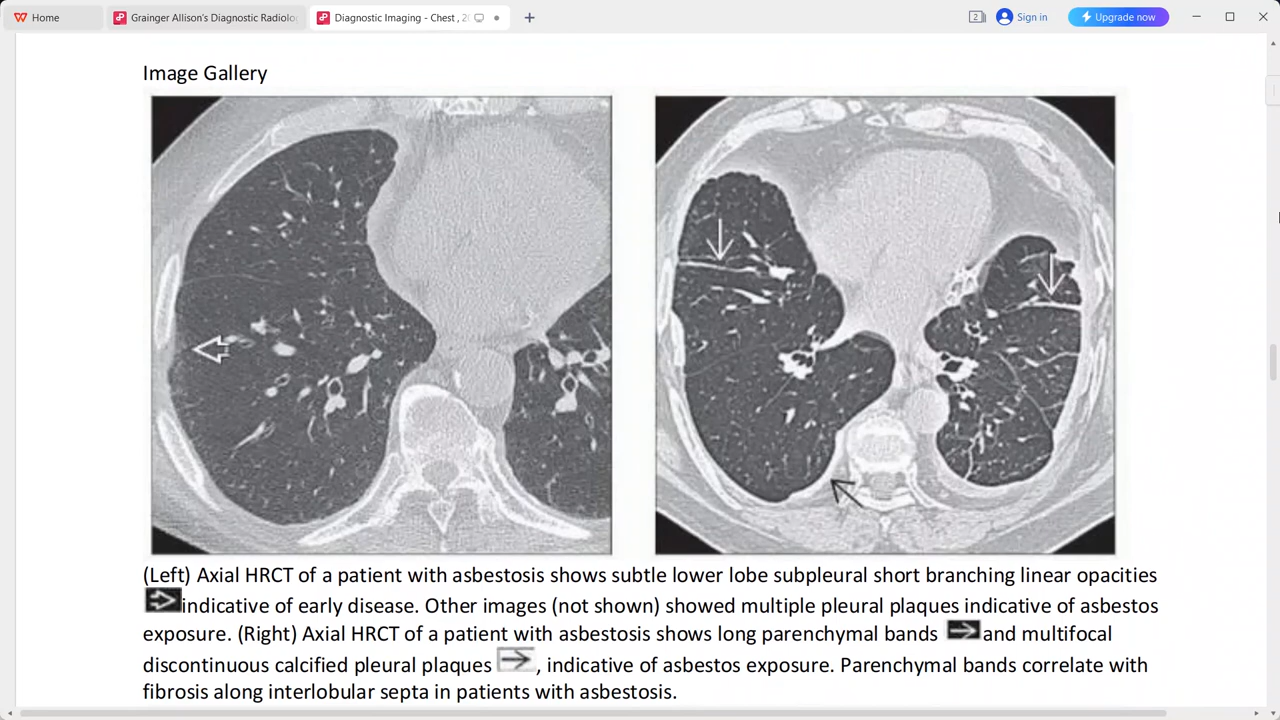 Home
Grainger Allison's Diagnostic Radiolo
Diagnostic Imaging - Chest , 2
2
Sign in
Upgrade now
Image Gallery
(Left) Axial HRCT of a patient with asbestosis shows subtle lower lobe subpleural short branching linear opacities
indicative of early disease. Other images (not shown) showed multiple pleural plaques indicative of asbestos
exposure. (Right) Axial HRCT of a patient with asbestosis shows long parenchymal bands and multifocal
discontinuous calcified pleural plaques , indicative of asbestos exposure. Parenchymal bands correlate with
fibrosis along interlobular septa in patients with asbestosis.